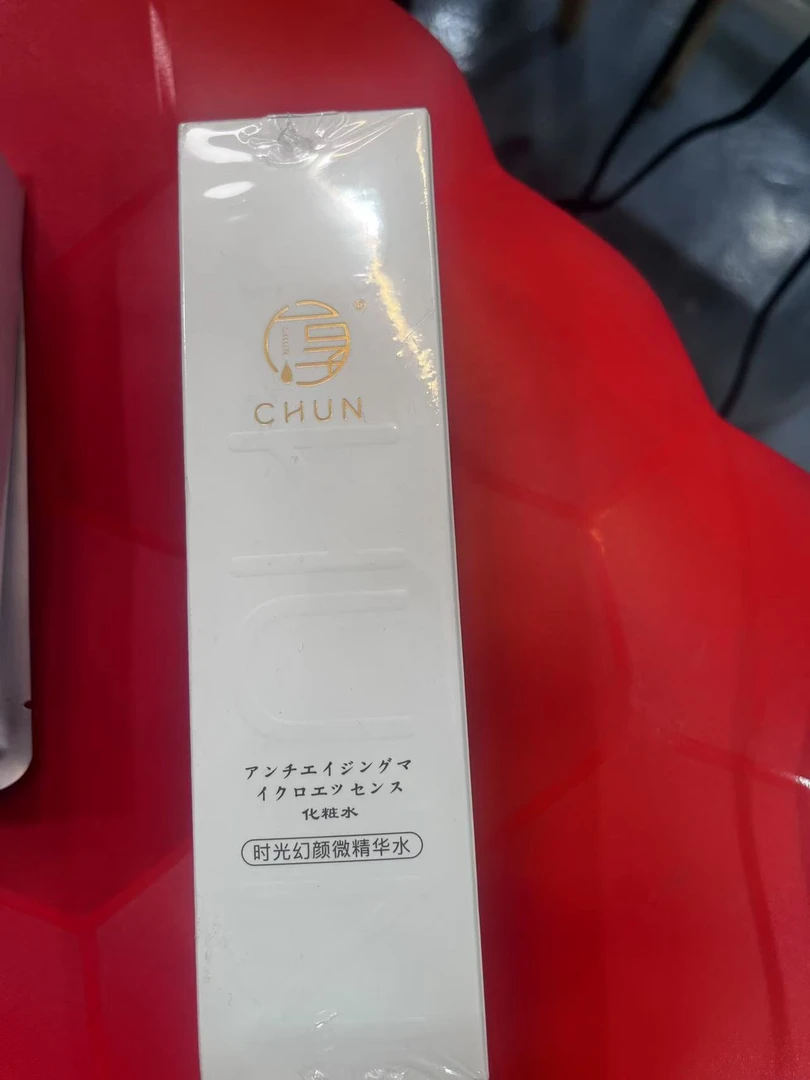 CHUN
アンチエイジングマ
イクロエツセンス
化粧水
时光幻颜微精华水